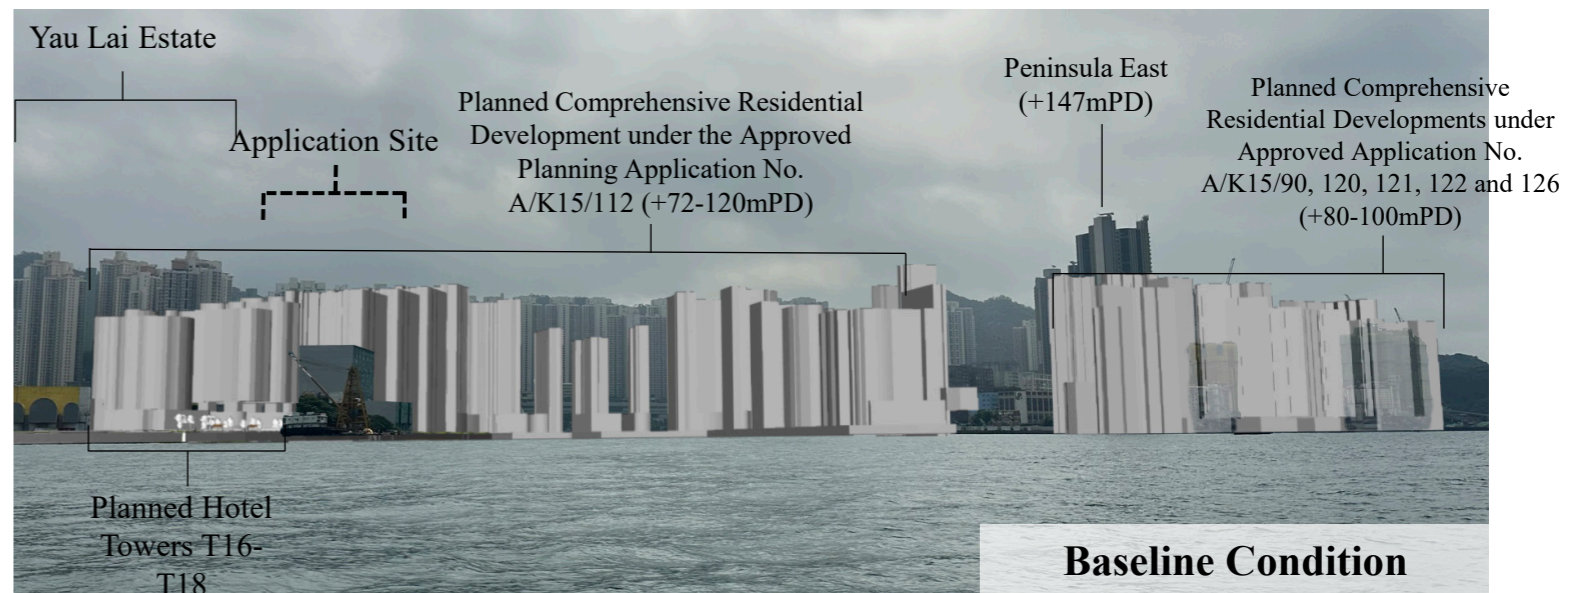 Yau Lai Estate
Application Site
Planned Comprehensive Residential
Development under the Approved
Planning Application No.
A/K15/112 (+72-120mPD)
Peninsula East
(+147mPD)
Planned Comprehensive
Residential Developments under
Approved Application No.
A/K15/90, 120, 121, 122 and 126
(+80-100mPD)
Planned Hotel
Towers T16-
T18
Baseline Condition